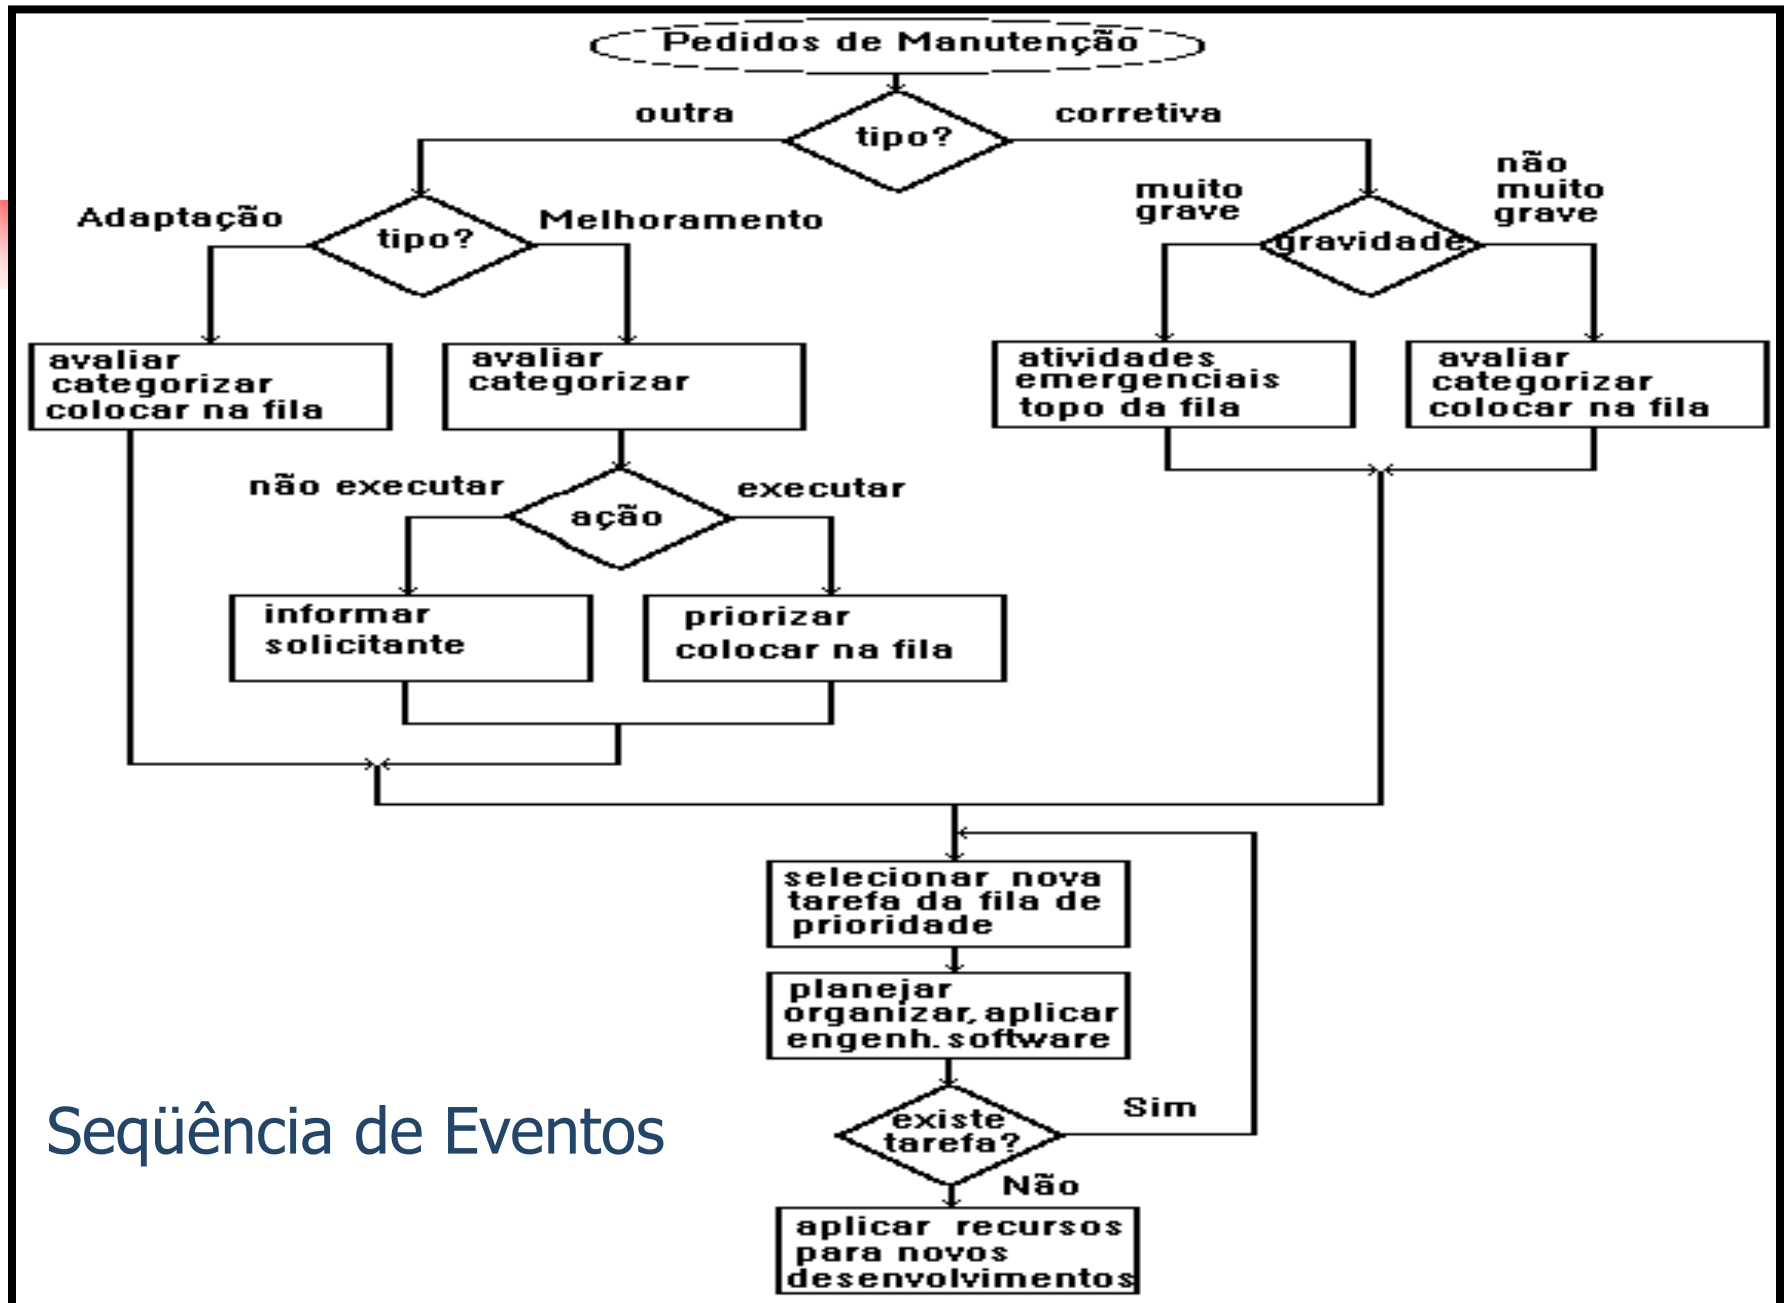 Pedidos de Manutenção
outra
tipo?
corretiva
Adaptação
tipo?
Melhoramento
muito
grave
gravidade
não
muito
grave
avaliar
categorizar
colocar na fila
avaliar
categorizar
atividades
emergenciais
topo da fila
avaliar
categorizar
colocar na fila
não executar
ação
executar
informar
solicitante
priorizar
colocar na fila
selecionar nova
tarefa da fila de
prioridade
planejar
organizar, aplicar
engenh. software
existe
tarefa?
Sim
Não
aplicar recursos
para novos
desenvolvimentos
Seqüência de Eventos